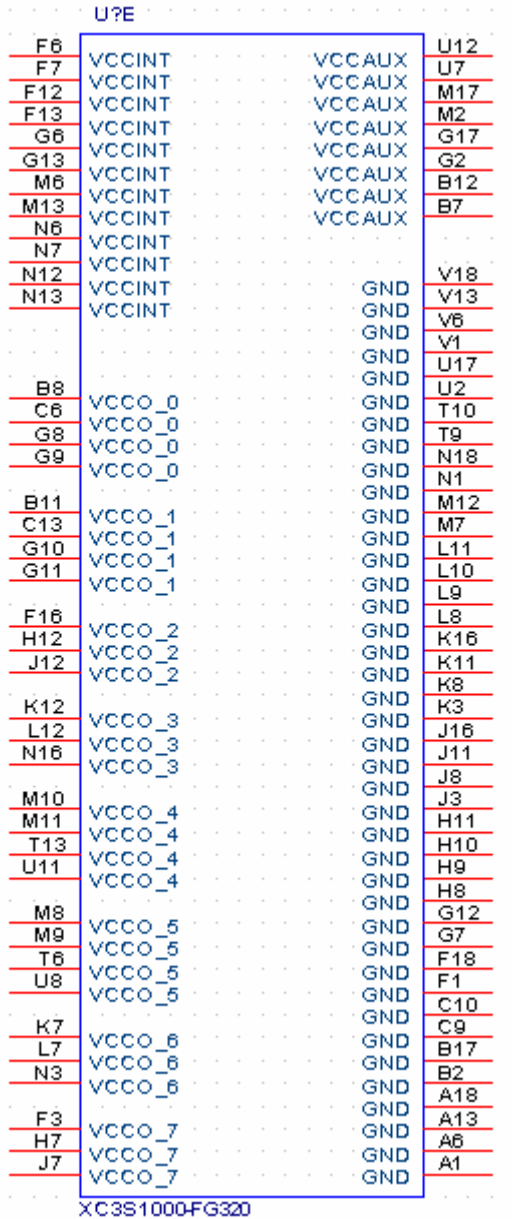 U?E
F6 VCCINT VCCAUX U12
F7 VCCINT VCCAUX U7
F12 VCCINT VCCAUX M17
F13 VCCINT VCCAUX M2
G6 VCCINT VCCAUX G17
G13 VCCINT VCCAUX G2
M6 VCCINT VCCAUX B12
M13 VCCINT VCCAUX B7
N6 VCCINT
N7 VCCINT
N12 VCCINT GND V18
N13 VCCINT GND V13
GND V6
GND V1
GND U17
B8 VCCO_0 GND U2
C6 VCCO_0 GND T10
G8 VCCO_0 GND T9
G9 VCCO_0 GND N18
GND N1
B11 VCCO_1 GND M12
C13 VCCO_1 GND M7
G10 VCCO_1 GND L11
G11 VCCO_1 GND L10
GND L9
F16 VCCO_2 GND L8
H12 VCCO_2 GND K16
J12 VCCO_2 GND K11
GND K8
K12 VCCO_3 GND K3
L12 VCCO_3 GND J16
N16 VCCO_3 GND J11
GND J8
M10 VCCO_4 GND J3
M11 VCCO_4 GND H11
T13 VCCO_4 GND H10
U11 VCCO_4 GND H9
GND H8
M8 VCCO_5 GND G12
M9 VCCO_5 GND G7
T6 VCCO_5 GND F18
U8 VCCO_5 GND F1
GND C10
K7 VCCO_6 GND C9
L7 VCCO_6 GND B17
N3 VCCO_6 GND B2
GND A18
F3 VCCO_7 GND A13
H7 VCCO_7 GND A6
J7 VCCO_7 GND A1
XC3S1000-FG320